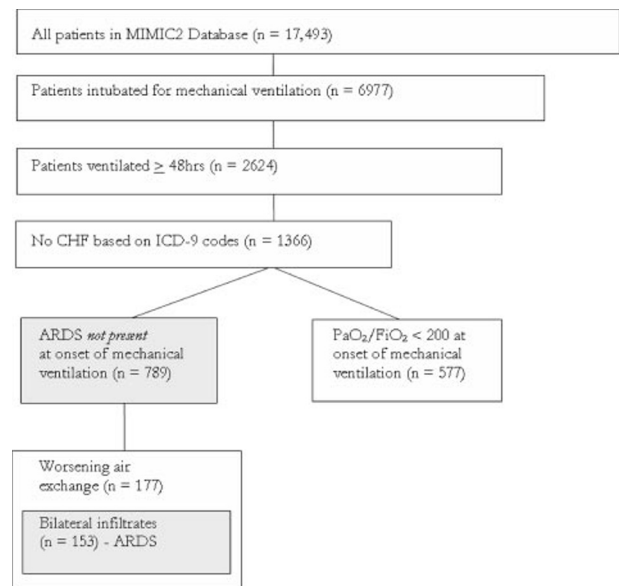 All patients in MIMIC2 Database (n = 17,493)
Patients intubated for mechanical ventilation (n = 6977)
Patients ventilated ≥ 48hrs (n = 2624)
No CHF based on ICD-9 codes (n = 1366)
ARDS not present
at onset of mechanical
ventilation (n = 789)
PaO₂/FiO₂ < 200 at
onset of mechanical
ventilation (n = 577)
Worsening air
exchange (n = 177)
Bilateral infiltrates
(n = 153) - ARDS